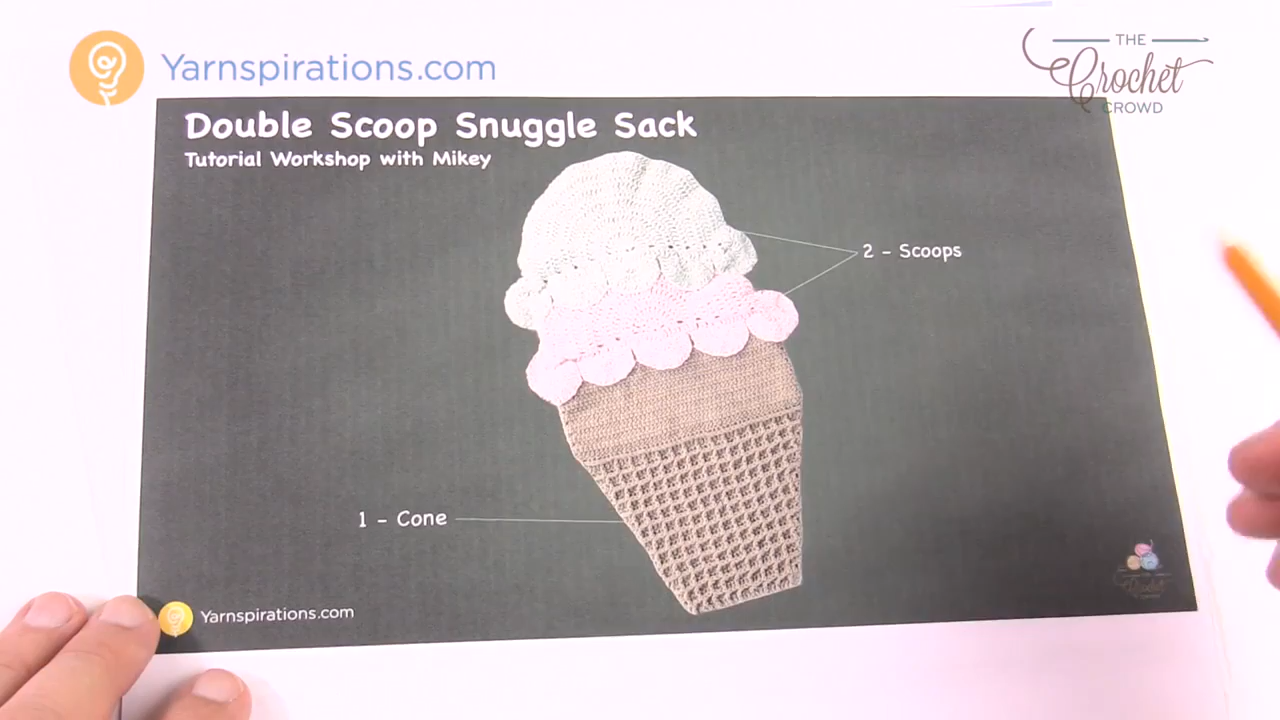 Yarnspirations.com
THE
Crochet
CROWD
Double Scoop Snuggle Sack
Tutorial Workshop with Mikey
2 - Scoops
1 - Cone
Yarnspirations.com